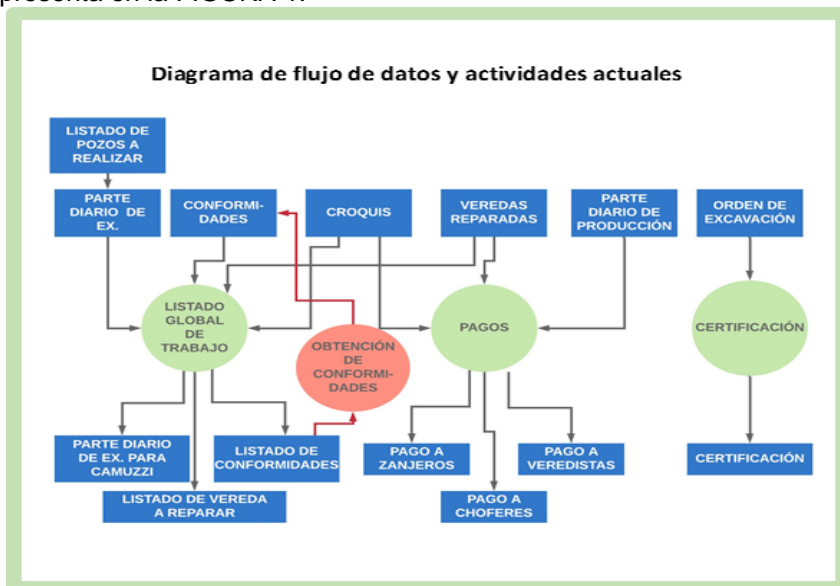 Diagrama de flujo de datos y actividades actuales
LISTADO DE
POZOS A
REALIZAR
PARTE
DIARIO DE
EX.
CONFORMI-
DADES
CROQUIS
VEREDAS
REPARADAS
PARTE
DIARIO DE
PRODUCCIÓN
ORDEN DE
EXCAVACIÓN
LISTADO
GLOBAL
DE
TRABAJO
OBTENCIÓN
DE
CONFORMI-
DADES
PAGOS
CERTIFICACIÓN
PARTE DIARIO
DE EX. PARA
CAMUZZI
LISTADO DE
CONFORMIDADES
PAGO A
ZANJEROS
PAGO A
VEREDISTAS
CERTIFICACIÓN
LISTADO DE VEREDA
A REPARAR
PAGO A
CHOFERES